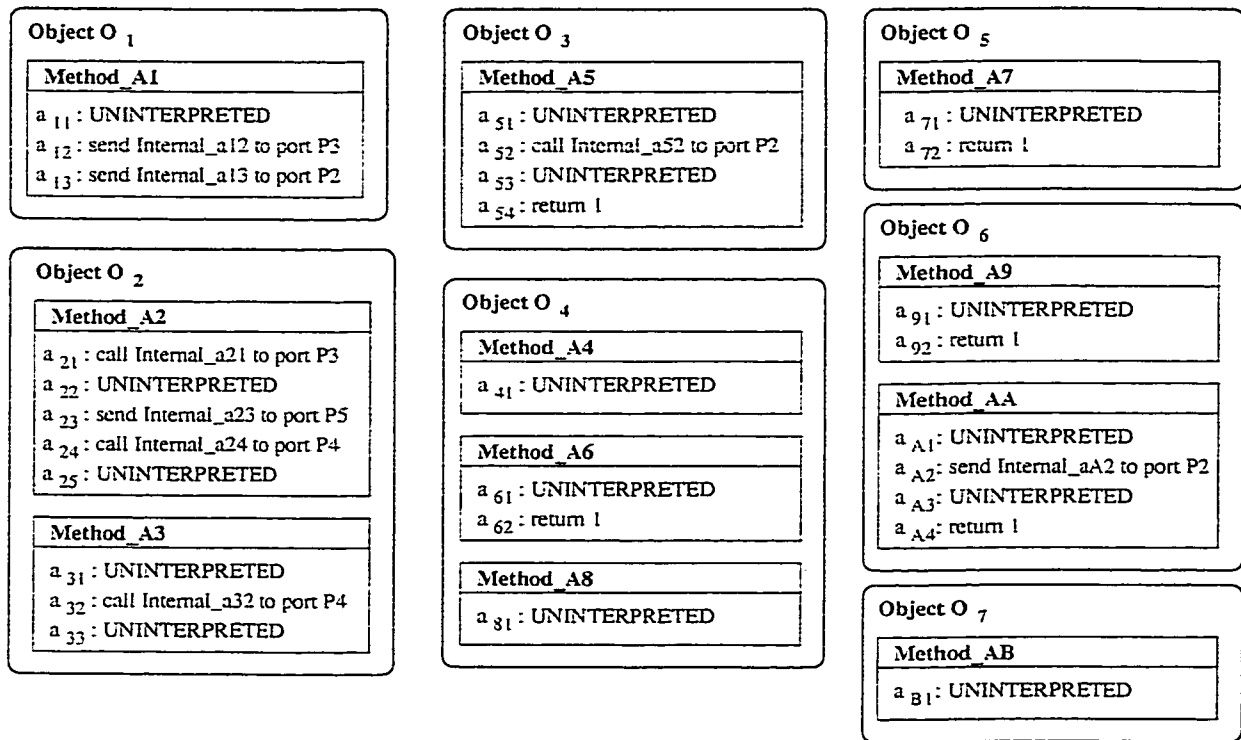 Object O 1
Method_A1
a 11 : UNINTERPRETED
a 12 : send Internal_a12 to port P3
a 13 : send Internal_a13 to port P2
Object O 2
Method_A2
a 21 : call Internal_a21 to port P3
a 22 : UNINTERPRETED
a 23 : send Internal_a23 to port P5
a 24 : call Internal_a24 to port P4
a 25 : UNINTERPRETED
Method_A3
a 31 : UNINTERPRETED
a 32 : call Internal_a32 to port P4
a 33 : UNINTERPRETED
Object O 3
Method_A5
a 51 : UNINTERPRETED
a 52 : call Internal_a52 to port P2
a 53 : UNINTERPRETED
a 54 : return 1
Object O 4
Method_A4
a 41 : UNINTERPRETED
Method_A6
a 61 : UNINTERPRETED
a 62 : return 1
Method_A8
a 81 : UNINTERPRETED
Object O 5
Method_A7
a 71 : UNINTERPRETED
a 72 : return 1
Object O 6
Method_A9
a 91 : UNINTERPRETED
a 92 : return 1
Method_AA
a A1 : UNINTERPRETED
a A2 : send Internal_aA2 to port P2
a A3 : UNINTERPRETED
a A4 : return 1
Object O 7
Method_AB
a B1 : UNINTERPRETED